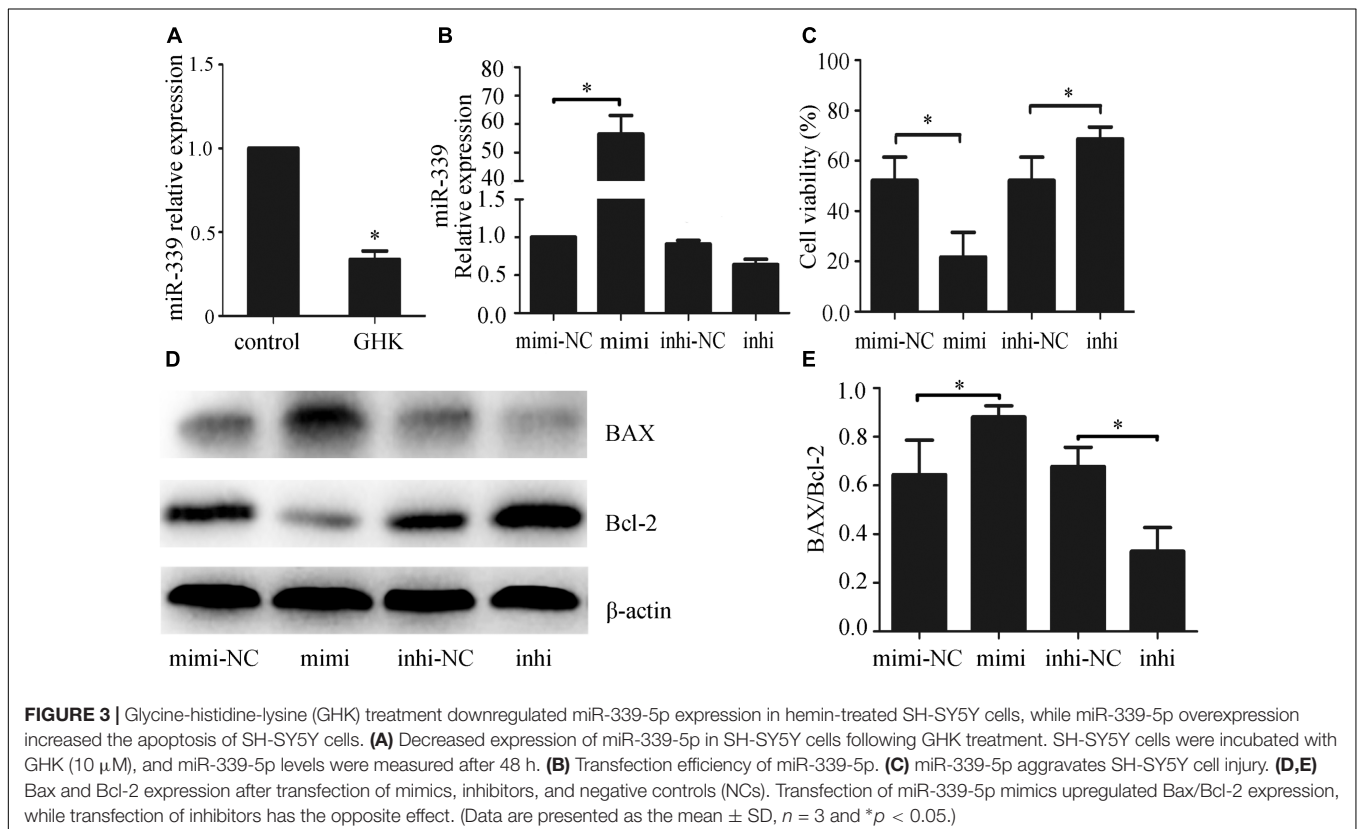 A
miR-339 relative expression
1.5
1.0
0.5
0
control
GHK
*
B
miR-339
Relative expression
80
70
60
50
40
1.0
0.5
0.0
*
mimi-NC
mimi
inhi-NC
inhi
C
Cell viability (%)
100
80
60
40
20
0.0
*
*
mimi-NC
mimi
inhi-NC
inhi
D
BAX
Bcl-2
β-actin
mimi-NC
mimi
inhi-NC
inhi
E
BAX/Bcl-2
1.0
0.8
0.6
0.4
0.2
0.0
*
*
mimi-NC
mimi
inhi-NC
inhi
FIGURE 3 | Glycine-histidine-lysine (GHK) treatment downregulated miR-339-5p expression in hemin-treated SH-SY5Y cells, while miR-339-5p overexpression
increased the apoptosis of SH-SY5Y cells. (A) Decreased expression of miR-339-5p in SH-SY5Y cells following GHK treatment. SH-SY5Y cells were incubated with
GHK (10 μM), and miR-339-5p levels were measured after 48 h. (B) Transfection efficiency of miR-339-5p. (C) miR-339-5p aggravates SH-SY5Y cell injury. (D,E)
Bax and Bcl-2 expression after transfection of mimics, inhibitors, and negative controls (NCs). Transfection of miR-339-5p mimics upregulated Bax/Bcl-2 expression,
while transfection of inhibitors has the opposite effect. (Data are presented as the mean ± SD, n = 3 and *p < 0.05.)